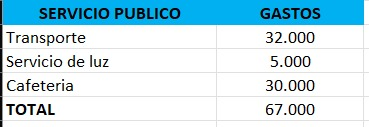 SERVICIO PUBLICO GASTOS
Transporte 32.000
Servicio de luz 5.000
Cafeteria 30.000
TOTAL 67.000